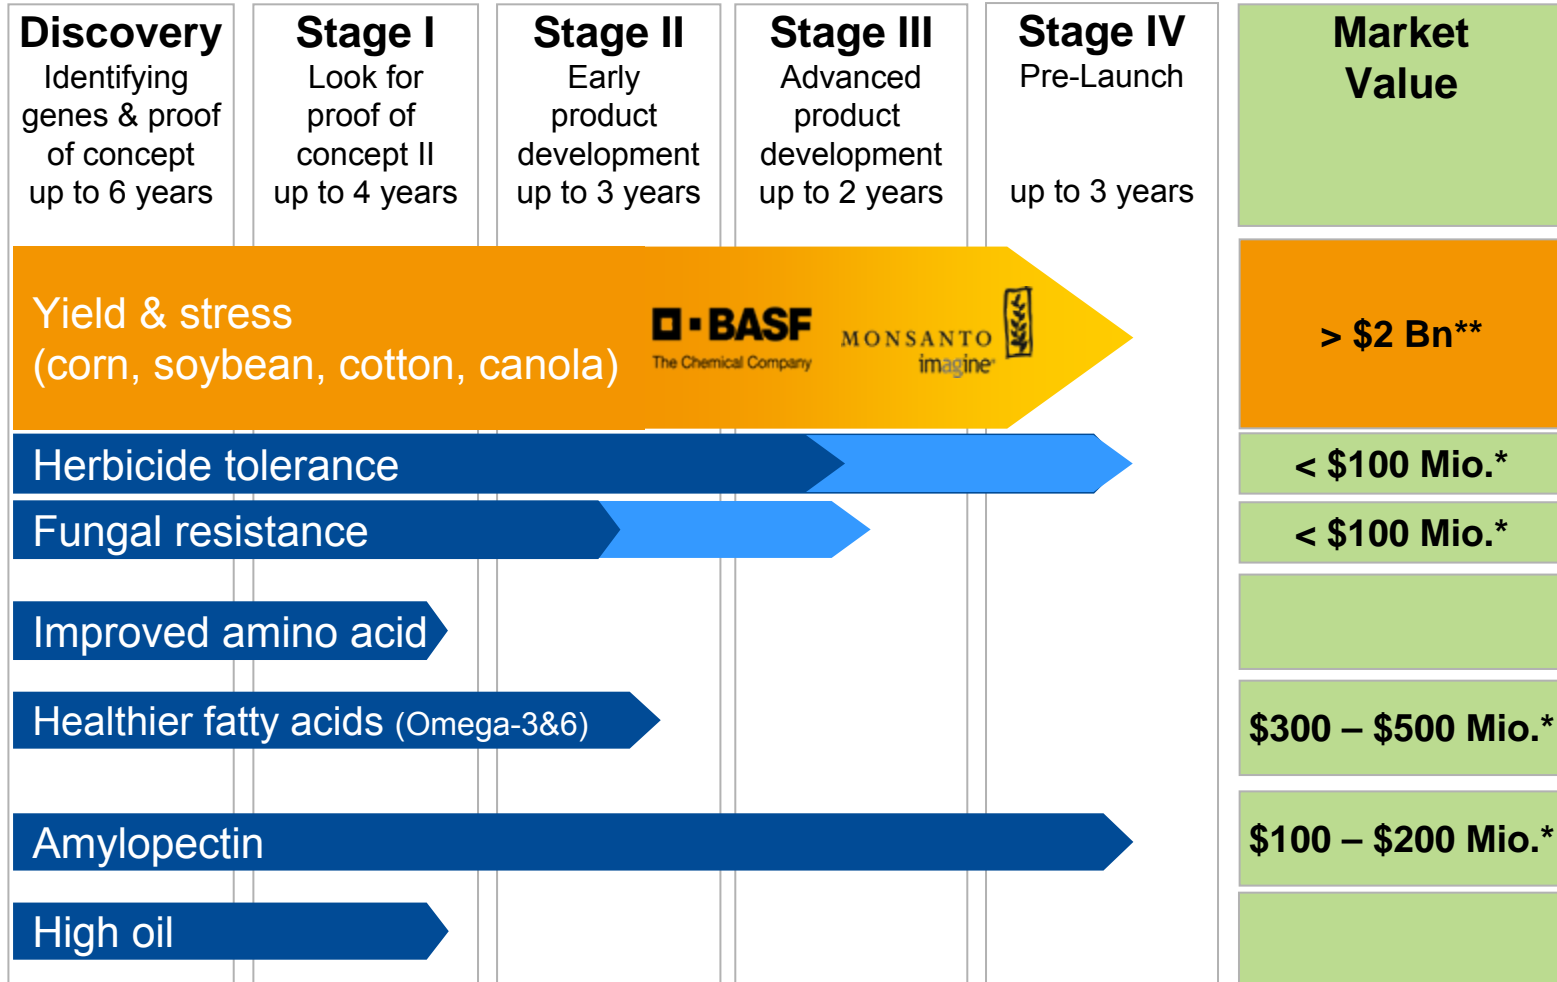 Discovery
Identifying
genes & proof
of concept
up to 6 years
Stage I
Look for
proof of
concept II
up to 4 years
Stage II
Early
product
development
up to 3 years
Stage III
Advanced
product
development
up to 2 years
Stage IV
Pre-Launch
up to 3 years
Market
Value
Yield & stress
(corn, soybean, cotton, canola)
BASF
The Chemical Company
MONSANTO
imagine®
> $2 Bn**
Herbicide tolerance
< $100 Mio.*
Fungal resistance
< $100 Mio.*
Improved amino acid
Healthier fatty acids (Omega-3&6)
$300 – $500 Mio.*
Amylopectin
$100 – $200 Mio.*
High oil